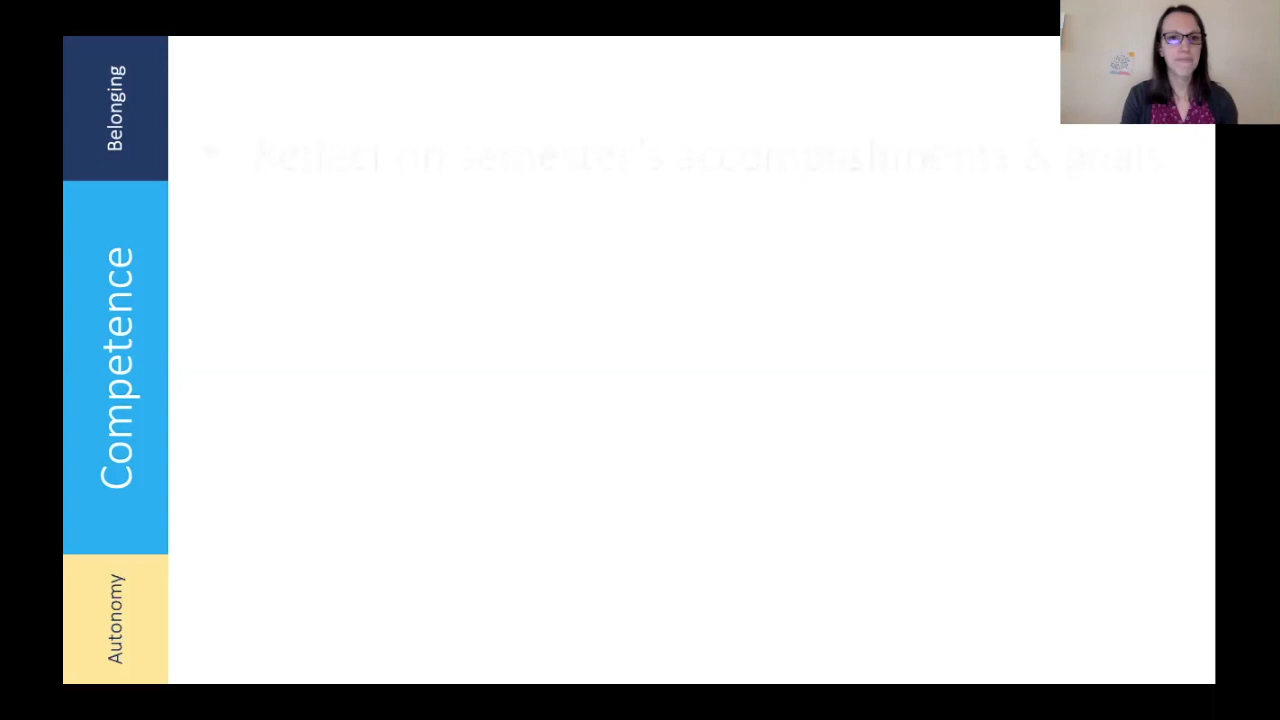 Belonging
Competence
Autonomy
• Reflect on semester's accomplishments & goals